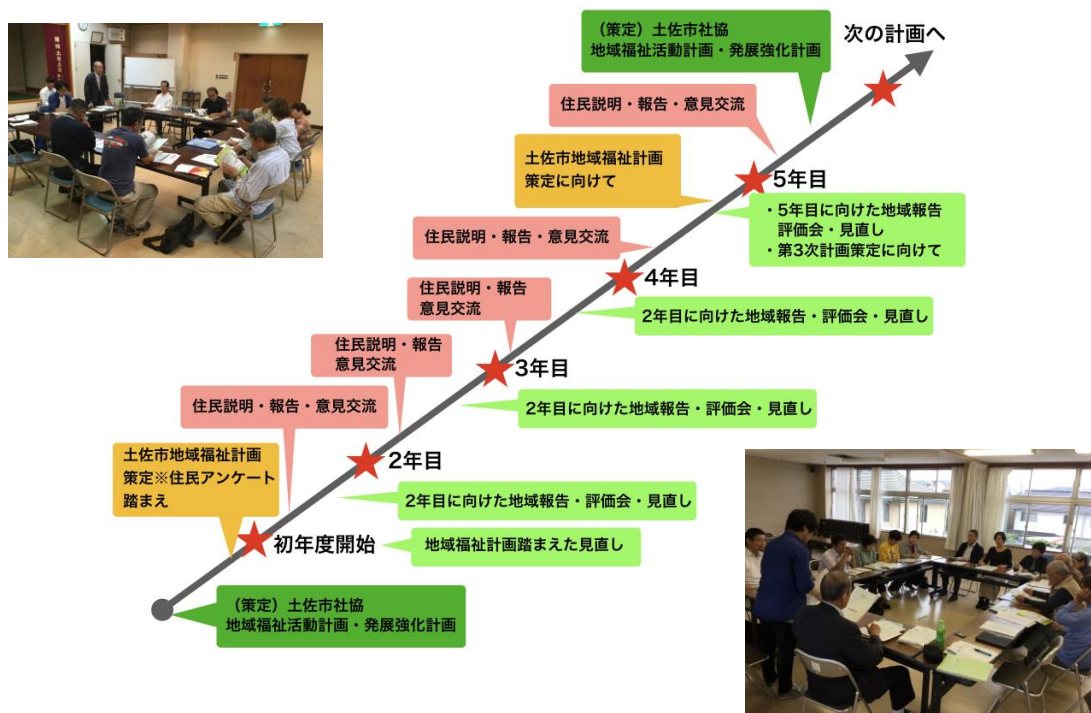 （策定）土佐市社協
地域福祉活動計画・発展強化計画
次の計画へ
住民説明・報告・意見交流
土佐市地域福祉計画
策定に向けて
5年目
・5年目に向けた地域報告
評価会・見直し
・第3次計画策定に向けて
住民説明・報告・意見交流
4年目
住民説明・報告
意見交流
2年目に向けた地域報告・評価会・見直し
住民説明・報告
意見交流
3年目
住民説明・報告・意見交流
2年目に向けた地域報告・評価会・見直し
土佐市地域福祉計画
策定※住民アンケート
踏まえ
2年目
2年目に向けた地域報告・評価会・見直し
初年度開始
地域福祉計画踏まえた見直し
（策定）土佐市社協
地域福祉活動計画・発展強化計画